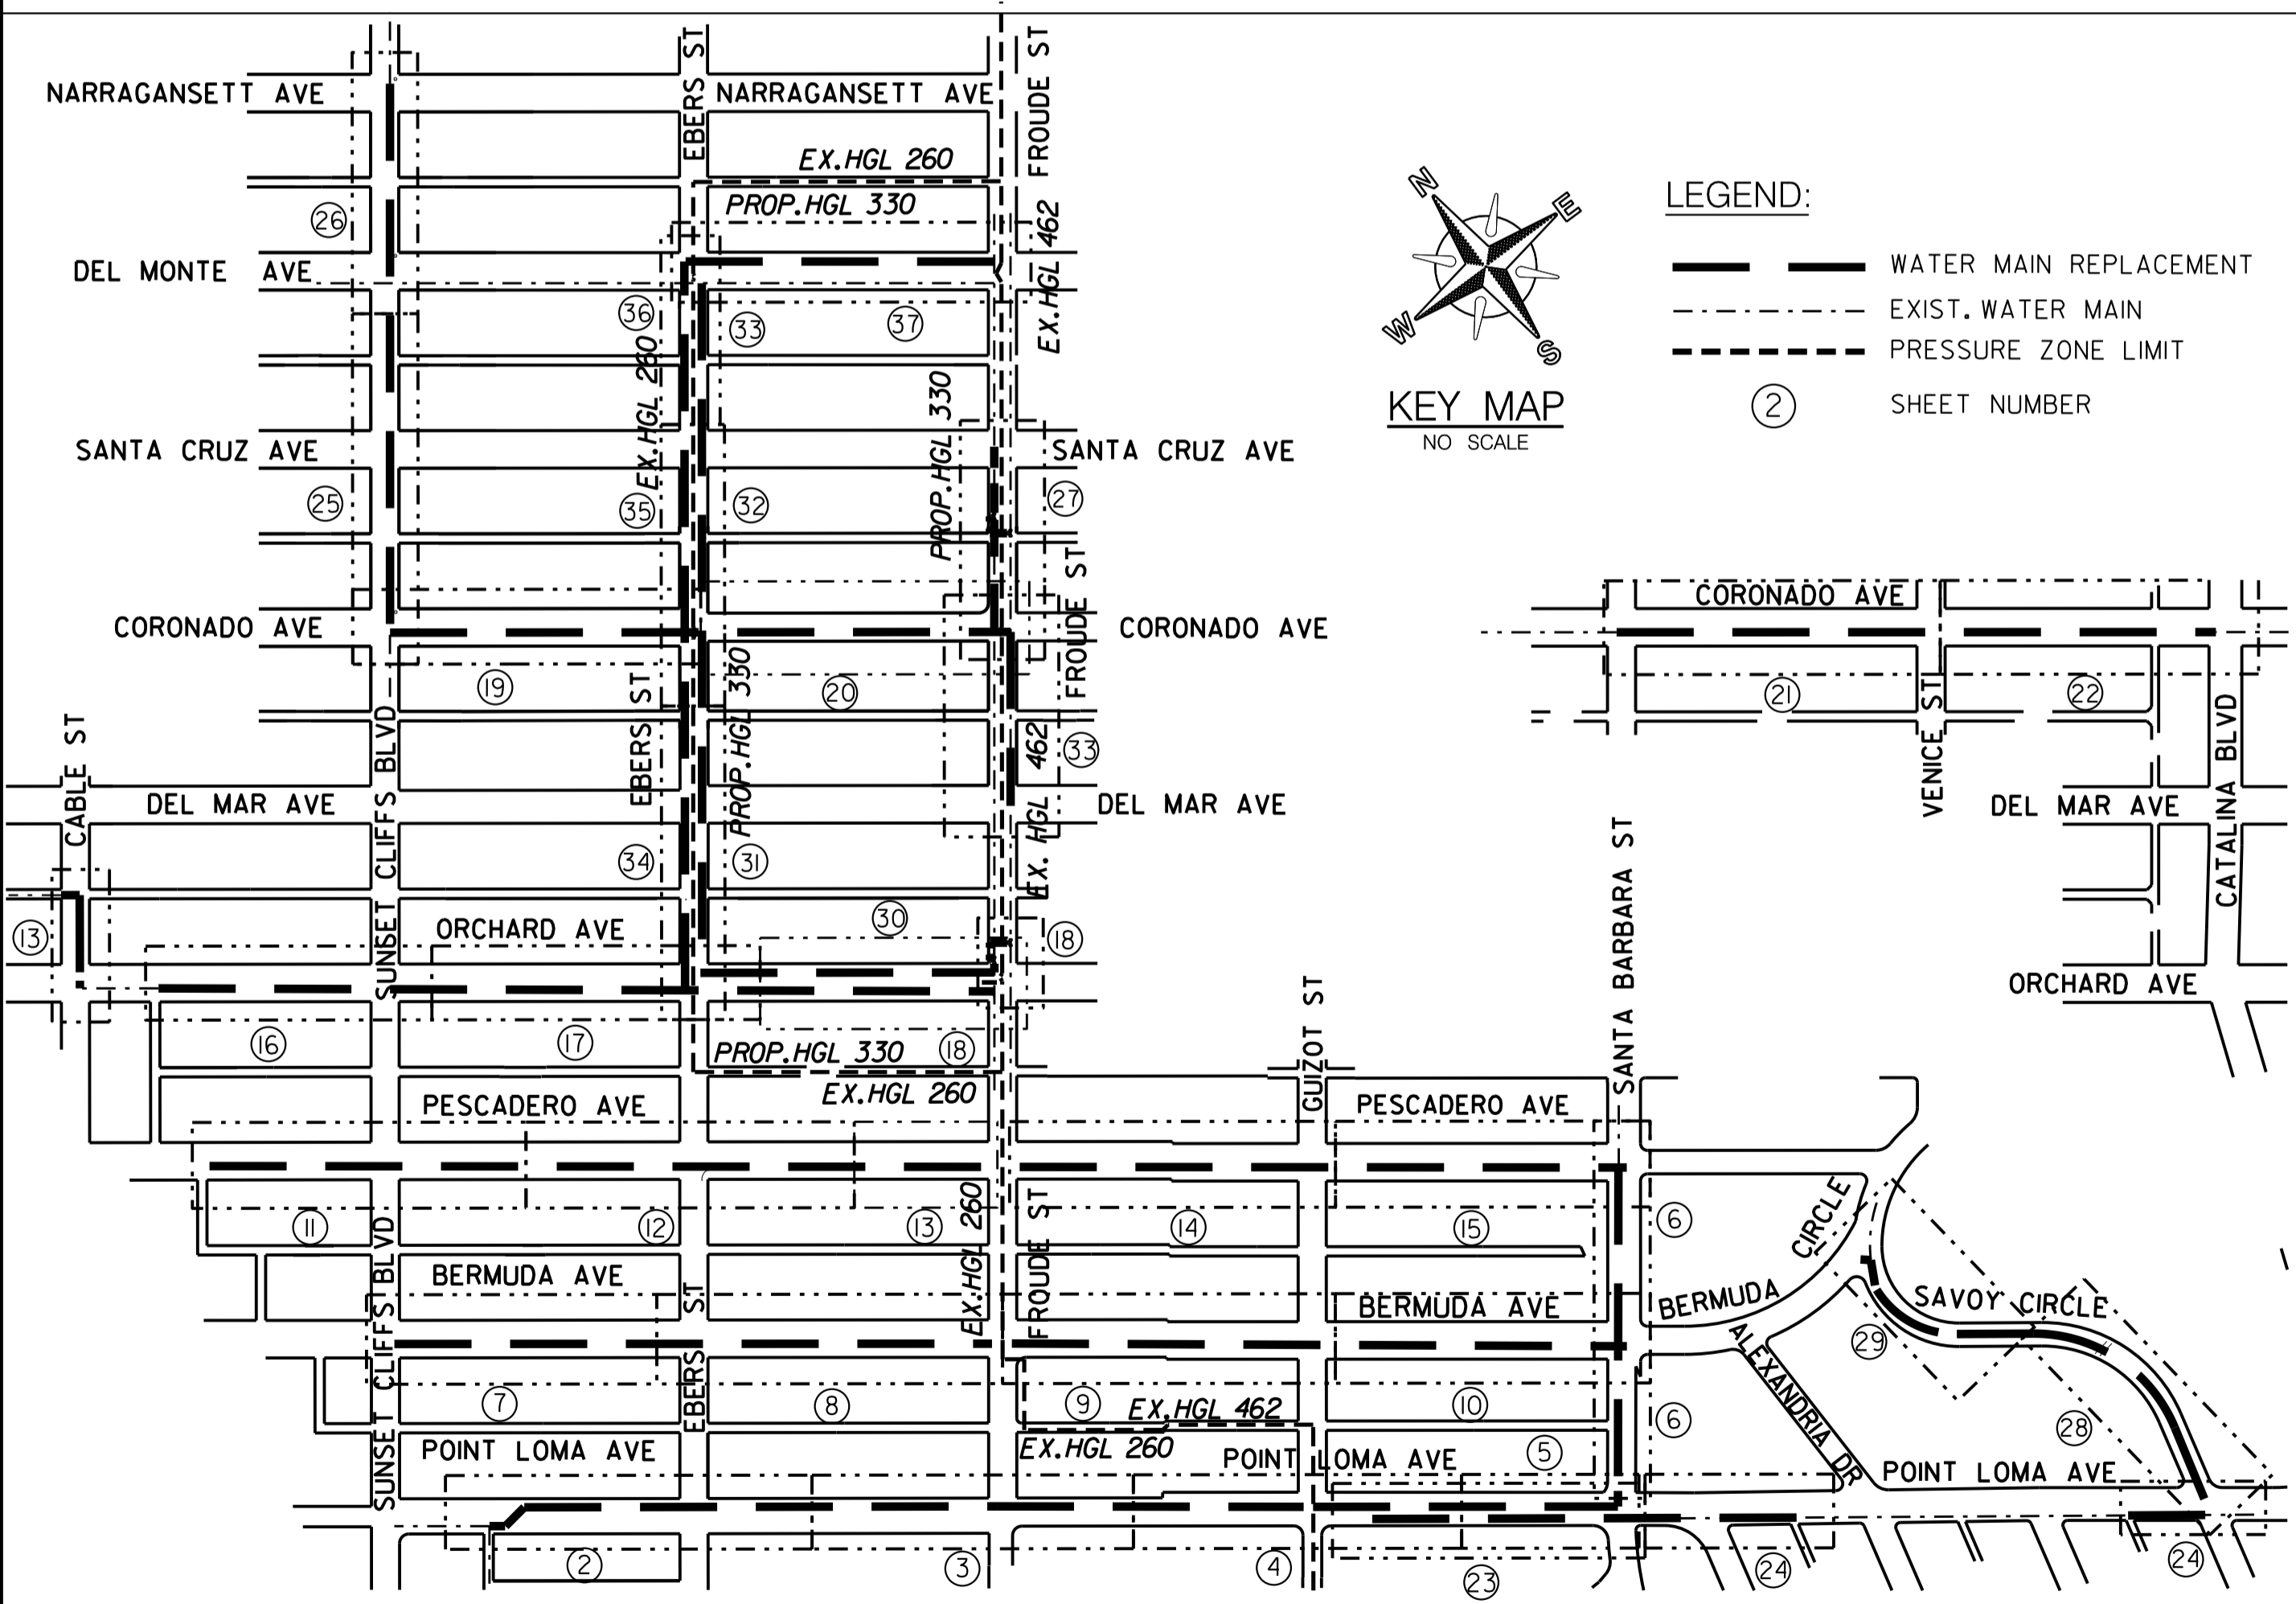 EBERS ST
FROUDE ST
NARRAGANSETT AVE
NARRAGANSETT AVE
EX.HGL 260
PROP.HGL 330
26
EX.HGL 462
DEL MONTE AVE
36
33
37
EX.HGL 260
PROP.HGL 330
SANTA CRUZ AVE
SANTA CRUZ AVE
25
35
32
27
N
E
W
S
KEY MAP
NO SCALE
LEGEND:
WATER MAIN REPLACEMENT
EXIST. WATER MAIN
PRESSURE ZONE LIMIT
2
SHEET NUMBER
FROUDE ST
CORONADO AVE
CORONADO AVE
CORONADO AVE
19
EBERS ST
PROP.HGL 330
20
21
VENICE ST
22
CATALINA BLVD
CABLE ST
SUNSET CLIFFS BLVD
EX. HGL 462
33
DEL MAR AVE
DEL MAR AVE
DEL MAR AVE
34
31
SANTA BARBARA ST
13
ORCHARD AVE
30
18
ORCHARD AVE
GUIZOT ST
16
17
PROP.HGL 330
18
EX.HGL 260
PESCADERO AVE
PESCADERO AVE
11
12
13
EX.HGL 260
FROUDE ST
14
15
6
CIRCLE
BERMUDA
SUNSET CLIFFS BLVD
BERMUDA AVE
EBERS ST
BERMUDA AVE
SAVOY CIRCLE
ALEXANDRIA DR
29
7
8
9
EX.HGL 462
10
6
28
POINT LOMA AVE
EX.HGL 260
POINT LOMA AVE
5
POINT LOMA AVE
2
3
4
23
24
24